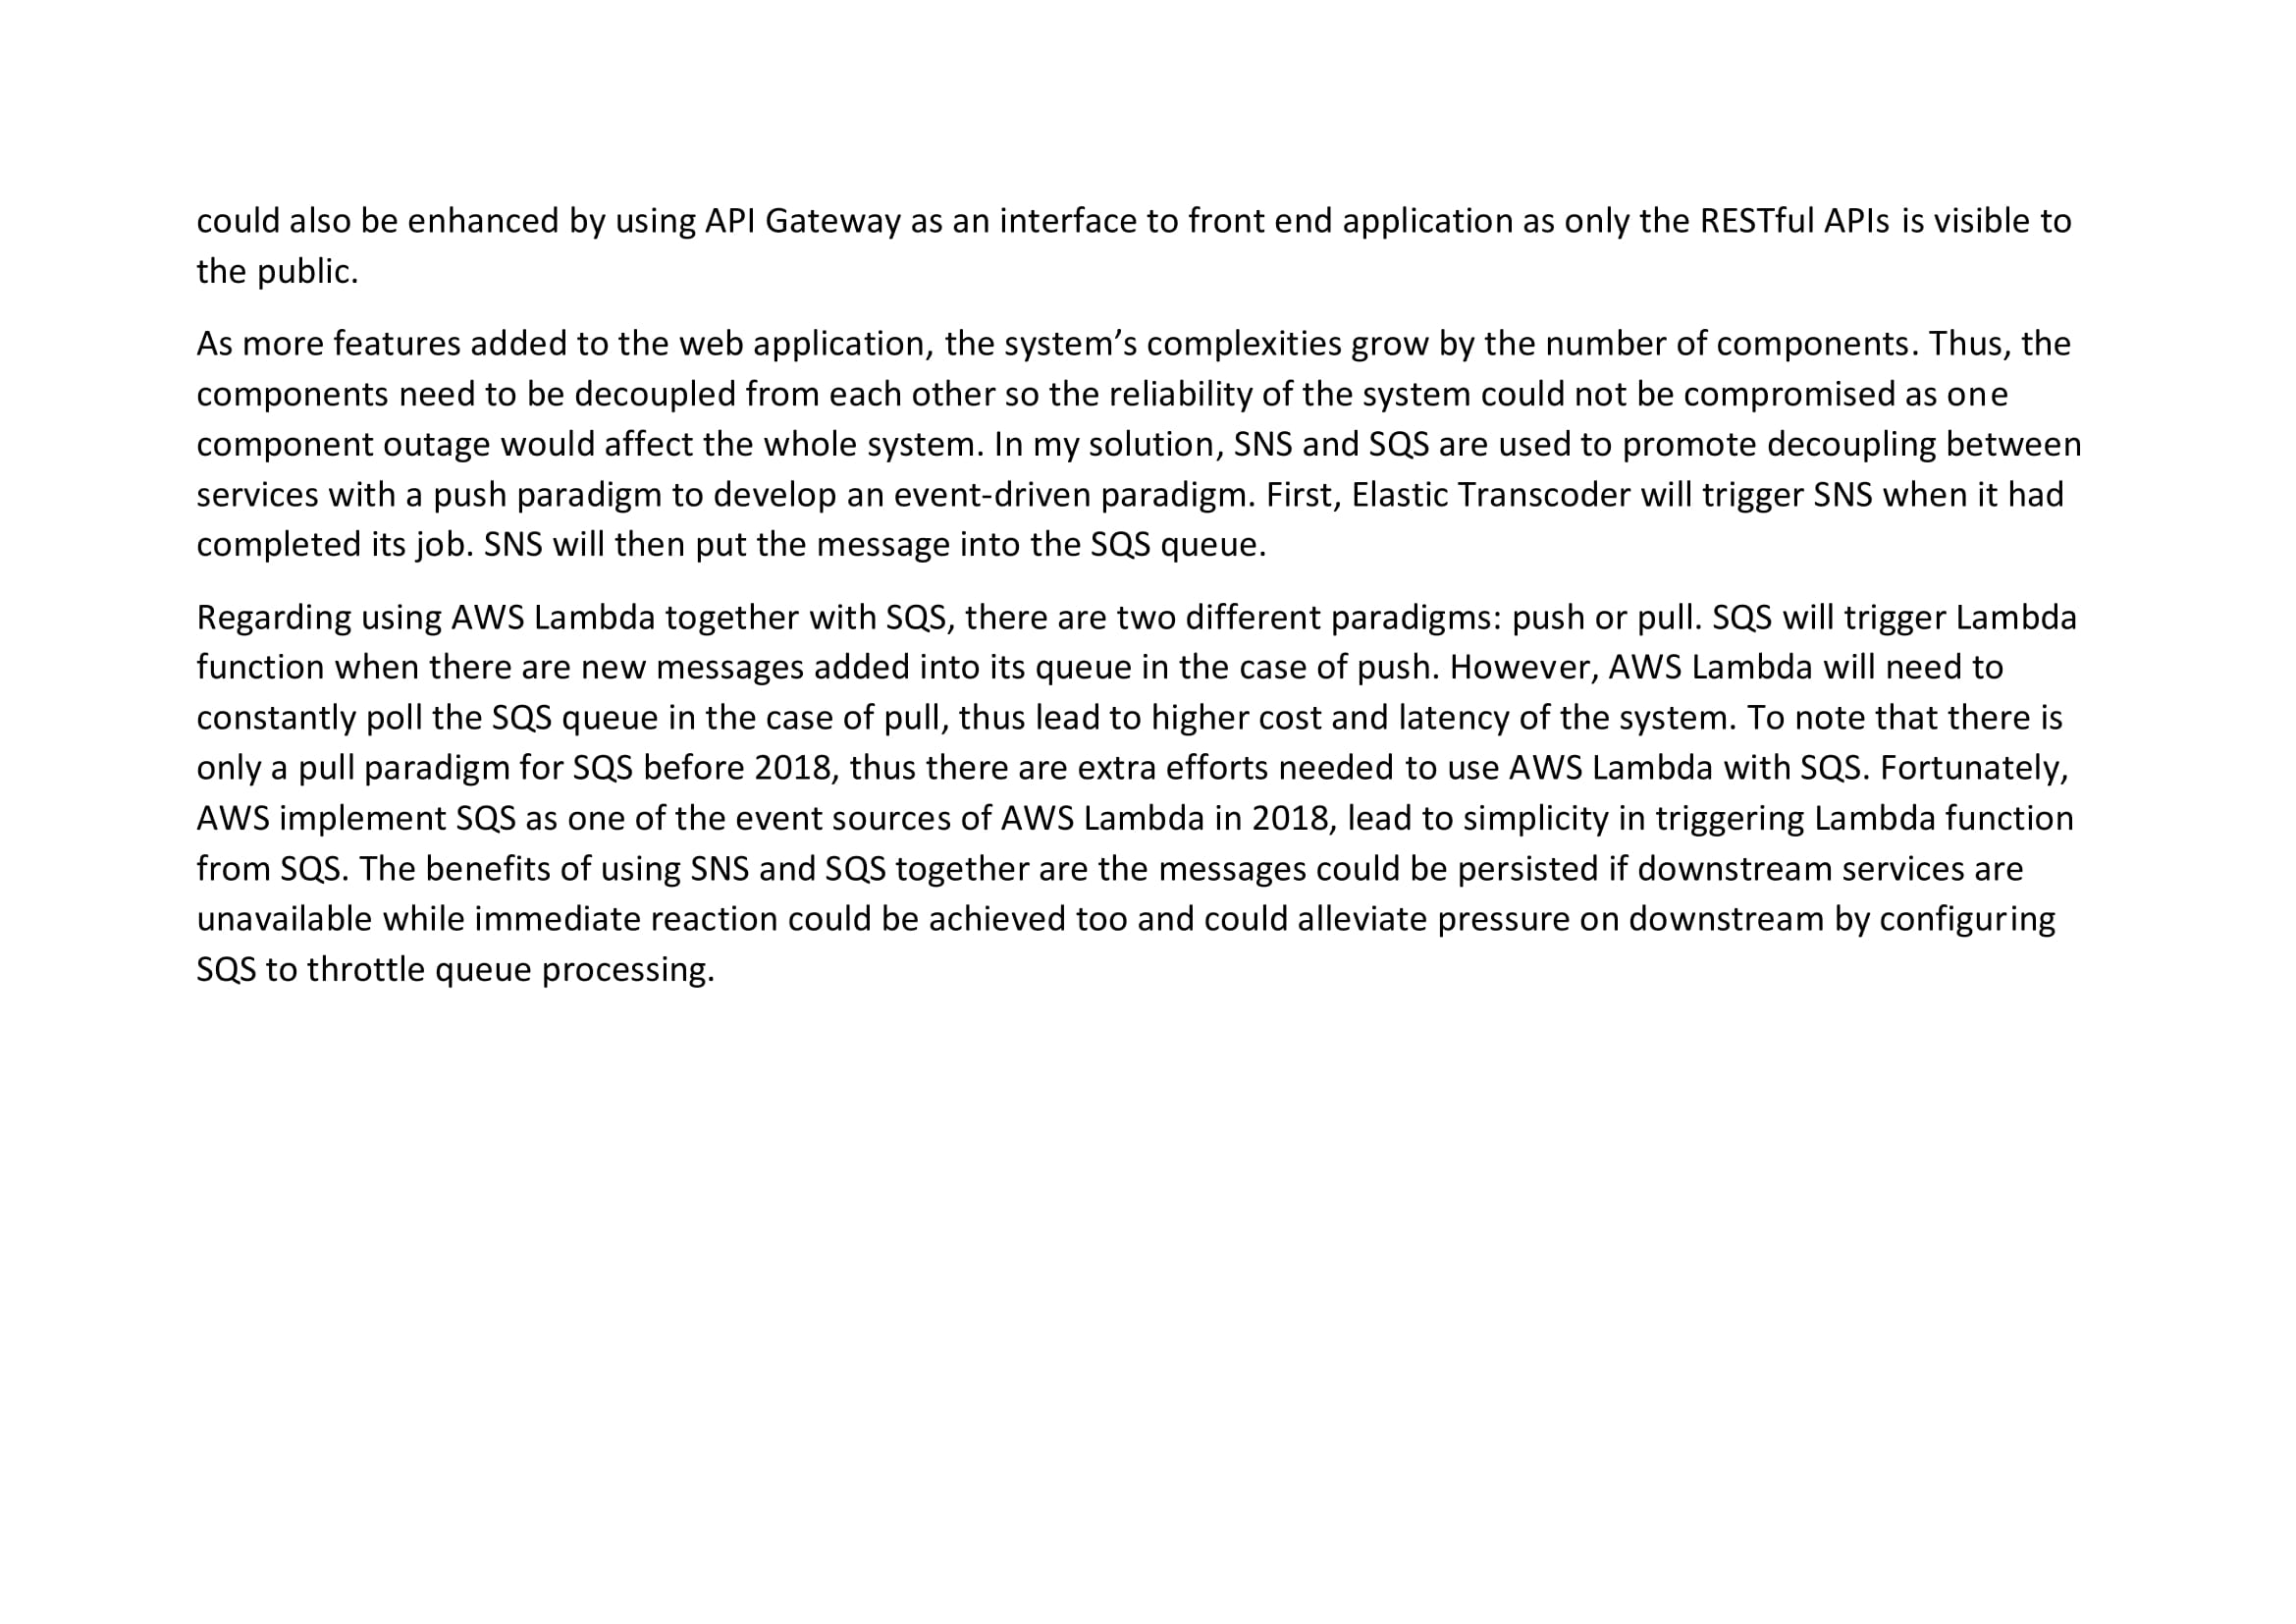 could also be enhanced by using API Gateway as an interface to front end application as only the RESTful APIs is visible to
the public.
As more features added to the web application, the system’s complexities grow by the number of components. Thus, the
components need to be decoupled from each other so the reliability of the system could not be compromised as one
component outage would affect the whole system. In my solution, SNS and SQS are used to promote decoupling between
services with a push paradigm to develop an event-driven paradigm. First, Elastic Transcoder will trigger SNS when it had
completed its job. SNS will then put the message into the SQS queue.
Regarding using AWS Lambda together with SQS, there are two different paradigms: push or pull. SQS will trigger Lambda
function when there are new messages added into its queue in the case of push. However, AWS Lambda will need to
constantly poll the SQS queue in the case of pull, thus lead to higher cost and latency of the system. To note that there is
only a pull paradigm for SQS before 2018, thus there are extra efforts needed to use AWS Lambda with SQS. Fortunately,
AWS implement SQS as one of the event sources of AWS Lambda in 2018, lead to simplicity in triggering Lambda function
from SQS. The benefits of using SNS and SQS together are the messages could be persisted if downstream services are
unavailable while immediate reaction could be achieved too and could alleviate pressure on downstream by configuring
SQS to throttle queue processing.